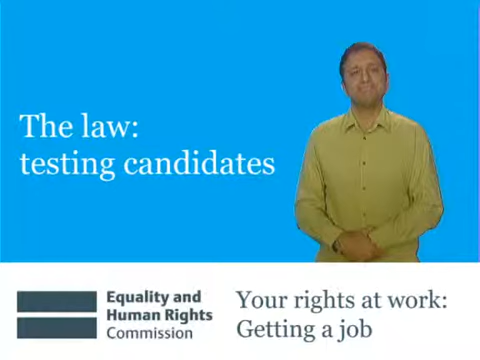 The law:
testing candidates
Equality and
Human Rights
Commission
Your rights at work:
Getting a job